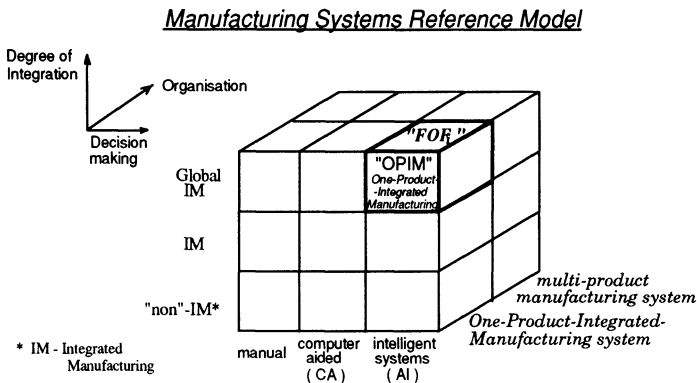 Manufacturing Systems Reference Model
Degree of
Integration
Organisation
Decision
making
"FOF"
"OPIM"
One-Product-
-Integrated
Manufacturing
Global
IM
IM
"non"-IM*
multi-product
manufacturing system
One-Product-Integrated-
Manufacturing system
* IM - Integrated
Manufacturing
manual
computer
aided
( CA )
intelligent
systems
( AI )